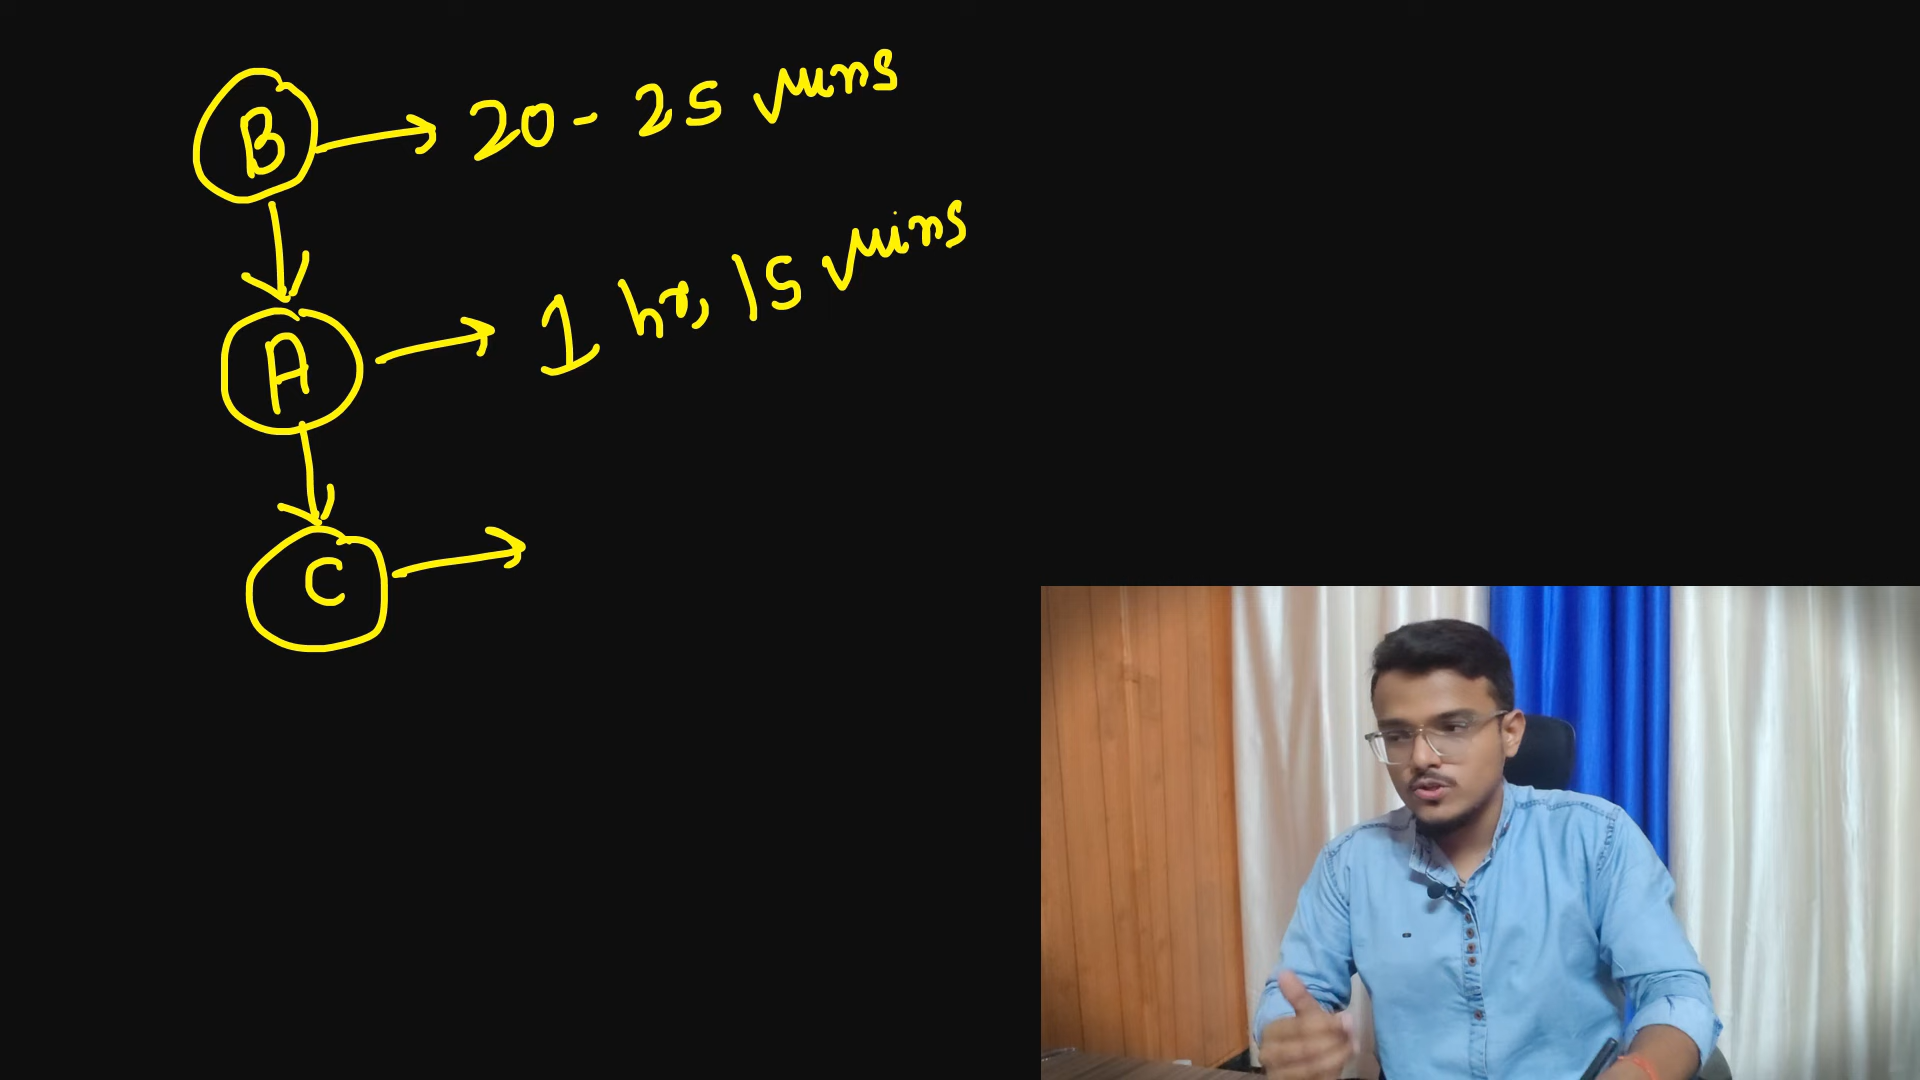 B → 20 - 25 mins
A → 1 hr, 15 mins
C →